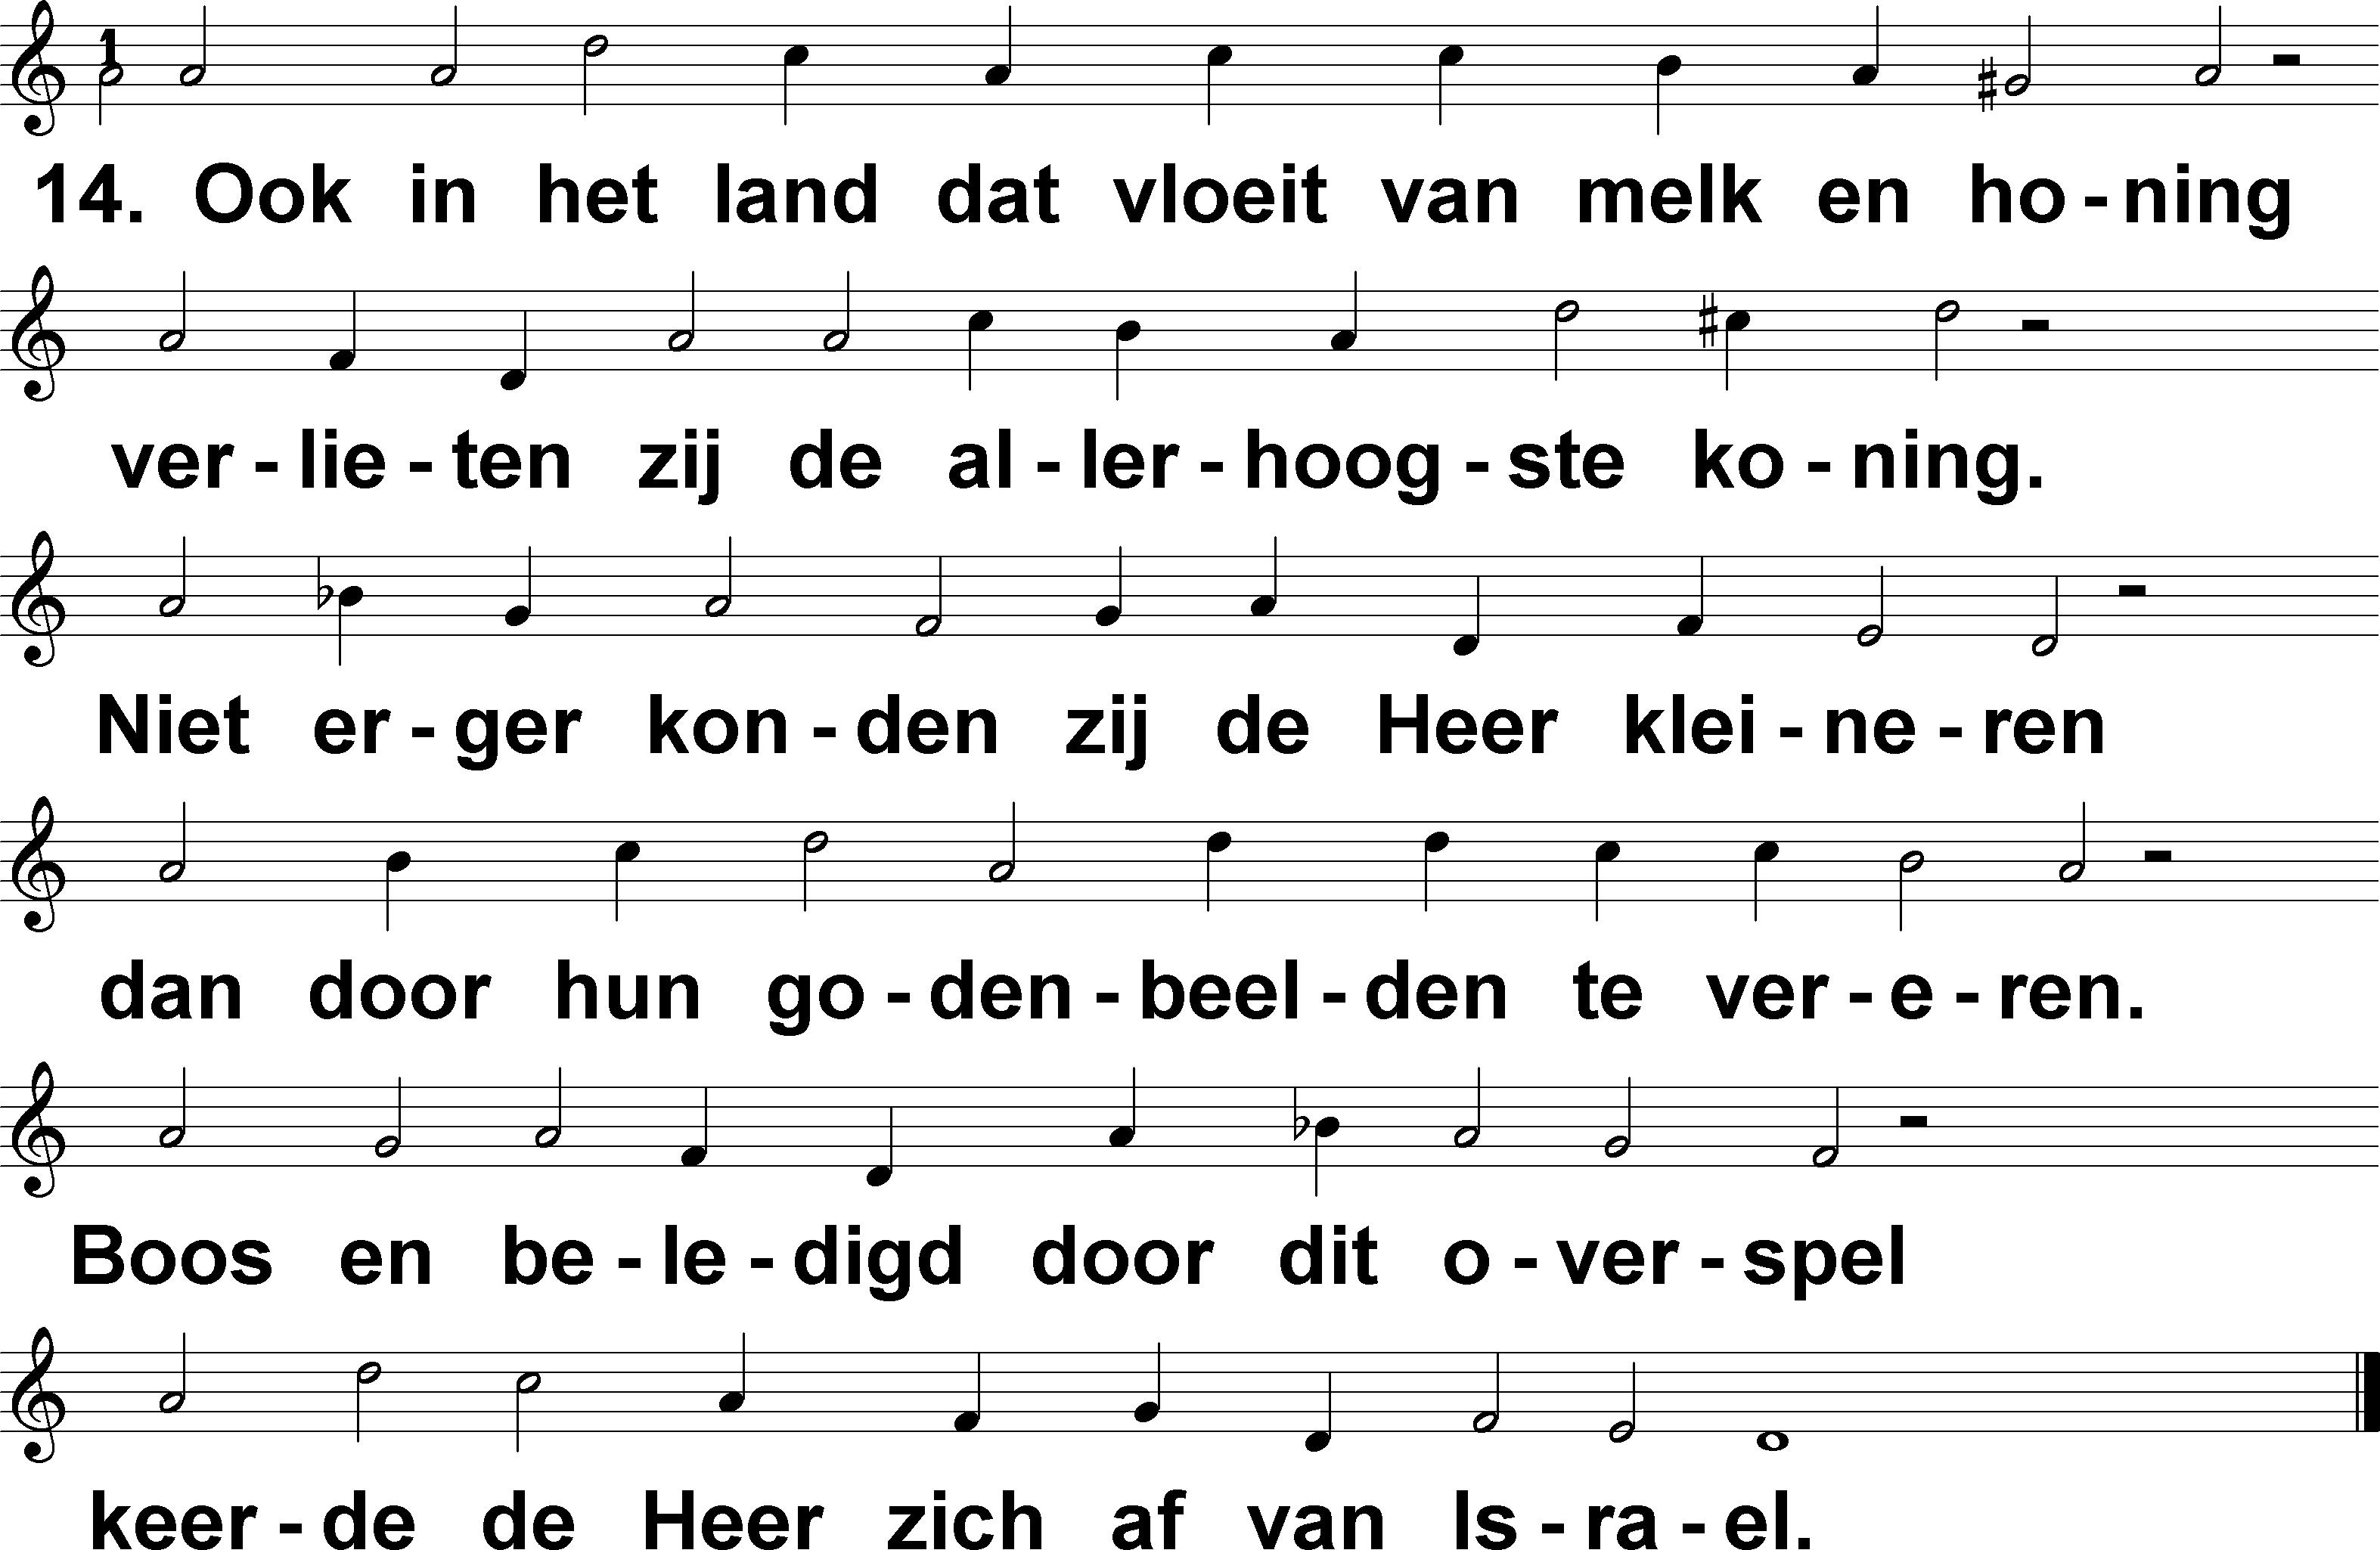 14. Ook in het land dat vloeit van melk en ho - ning
ver - lie - ten zij de al - ler - hoog - ste ko - ning.
Niet er - ger kon - den zij de Heer klei - ne - ren
dan door hun go - den - beel - den te ver - e - ren.
Boos en be - le - digd door dit o - ver - spel
keer - de de Heer zich af van Is - ra - el.